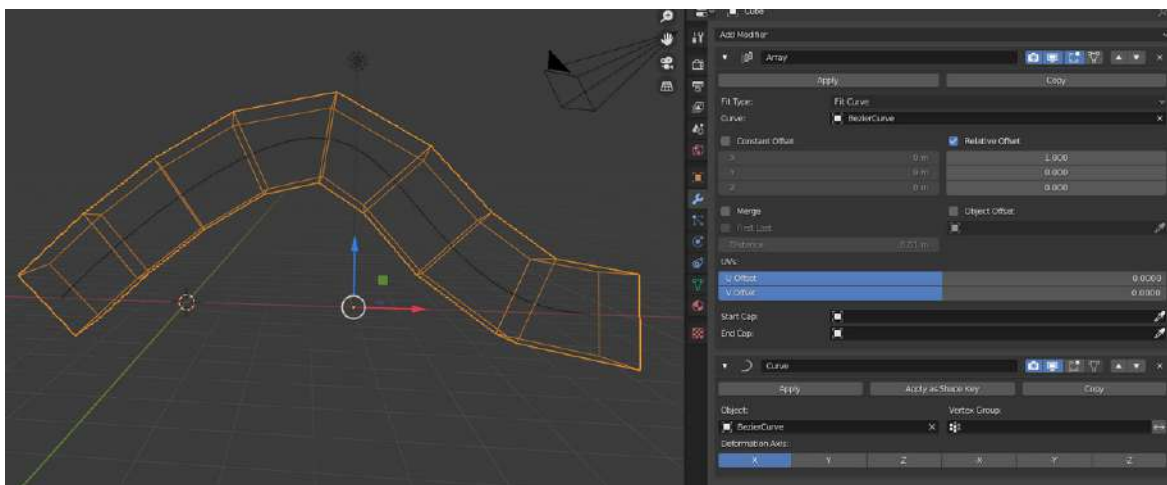 Cube
Add Modifier
Array
Apply
Copy
Fit Type:
Fit Curve
Curve:
BezierCurve
Constant Offset
Relative Offset
X
0 m
1.000
Y
0 m
0.000
Z
0 m
0.000
Merge
Object Offset
First Last
Distance
UVs:
U Offset
0.0000
V Offset
0.0000
Start Cap:
End Cap:
Curve
Apply
Apply as Shape Key
Copy
Object:
Vertex Group:
BezierCurve
Deformation Axis:
X
Y
Z
-X
-Y
-Z